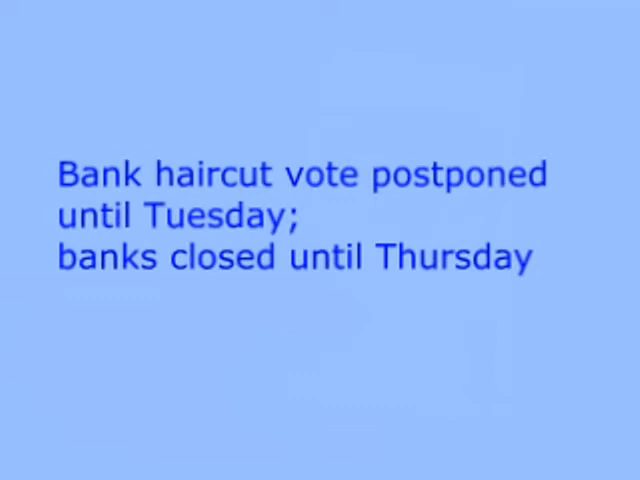 Bank haircut vote postponed
until Tuesday;
banks closed until Thursday